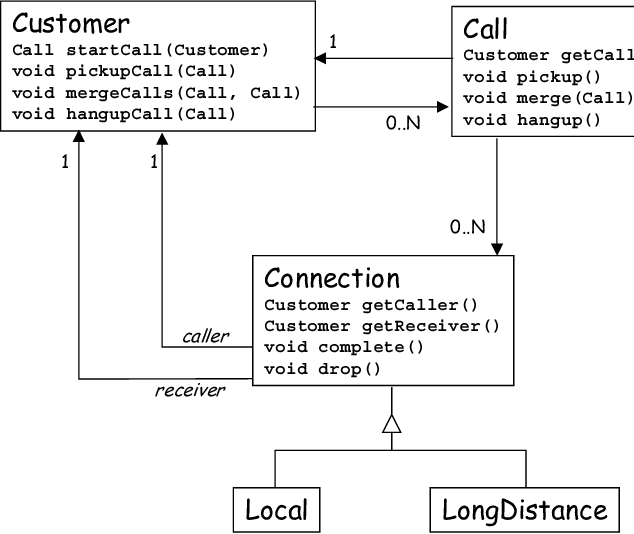 Customer
Call startCall(Customer)
void pickupCall(Call)
void mergeCalls(Call, Call)
void hangupCall(Call)
1
0..N
Call
Customer getCall
void pickup()
void merge(Call)
void hangup()
1
1
0..N
Connection
Customer getCaller()
Customer getReceiver()
void complete()
void drop()
caller
receiver
Local
LongDistance